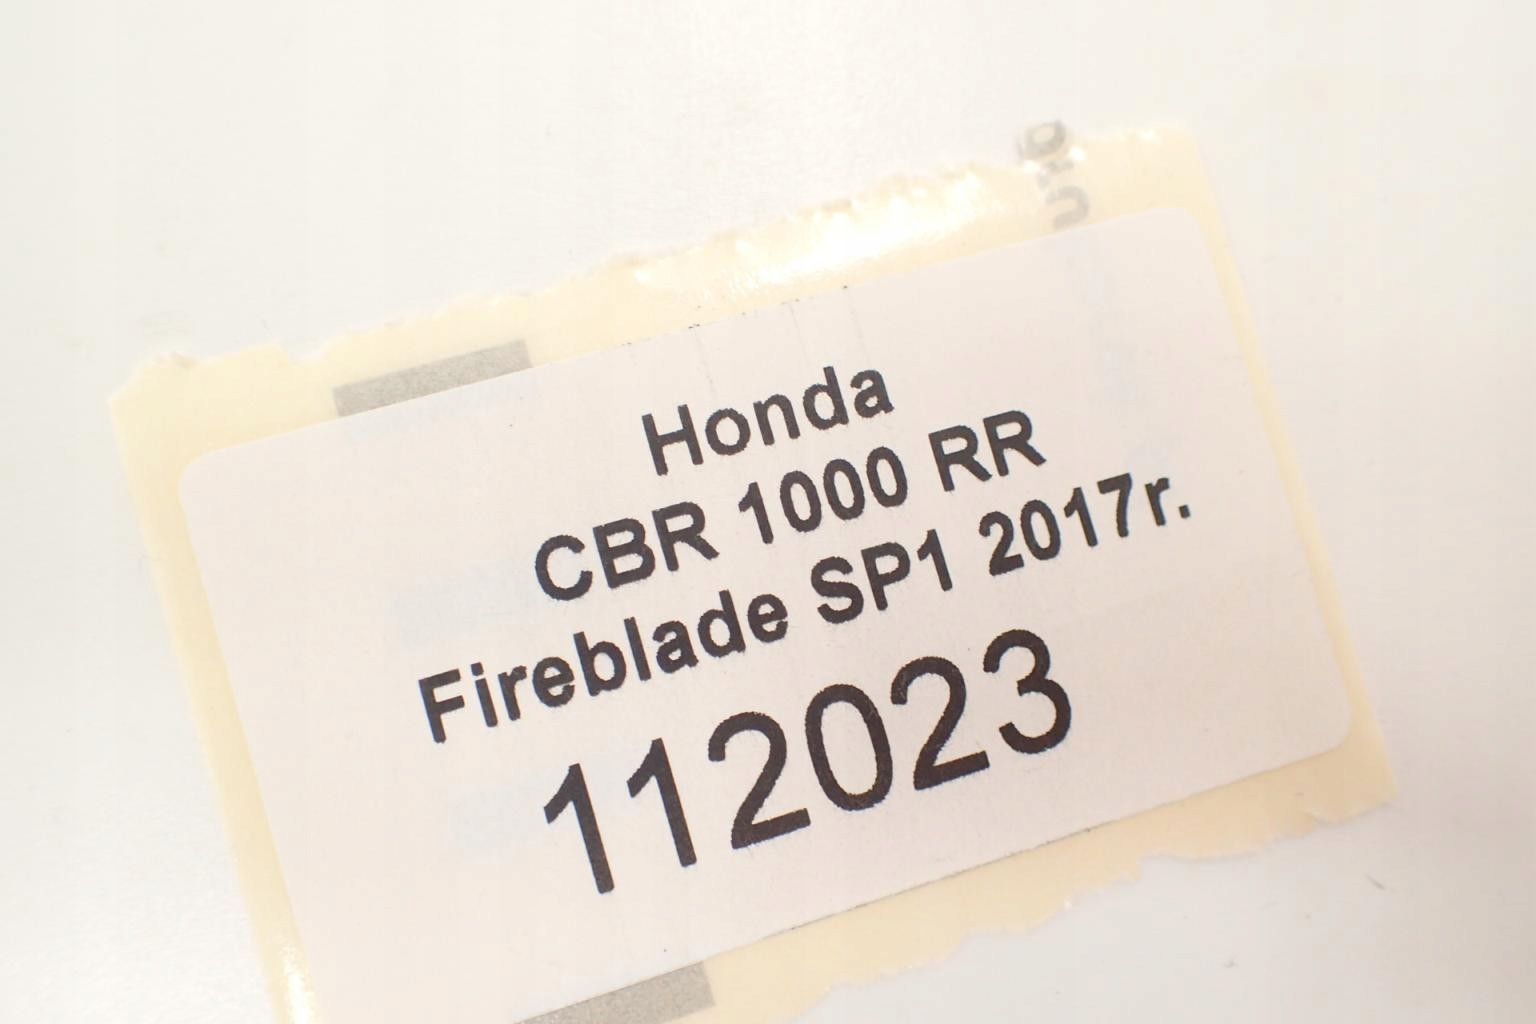 Honda
CBR 1000 RR
Fireblade SP1 2017r.
112023